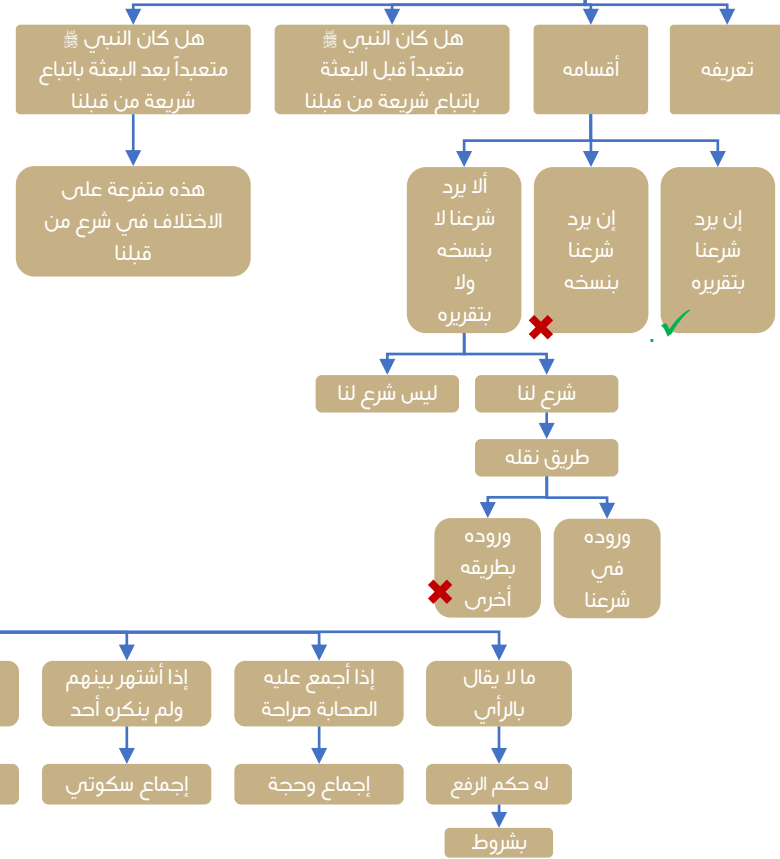 تعريفه
أقسامه
هل كان النبي ﷺ
متعبداً قبل البعثة
باتباع شريعة من قبلنا
هل كان النبي ﷺ
متعبداً بعد البعثة باتباع
شريعة من قبلنا
إن يرد
شرعنا
بتقريره
إن يرد
شرعنا
بنسخه
ألا يرد
شرعنا لا
بنسخه
ولا
بتقريره
هذه متفرعة على
الاختلاف في شرع من
قبلنا
شرع لنا
ليس شرع لنا
طريق نقله
وروده
في
شرعنا
وروده
بطريقه
أخرى
ما لا يقال
بالرأي
إذا أجمع عليه
الصحابة صراحة
إذا أشتهر بينهم
ولم ينكره أحد
له حكم الرفع
إجماع وحجة
إجماع سكوتي
بشروط